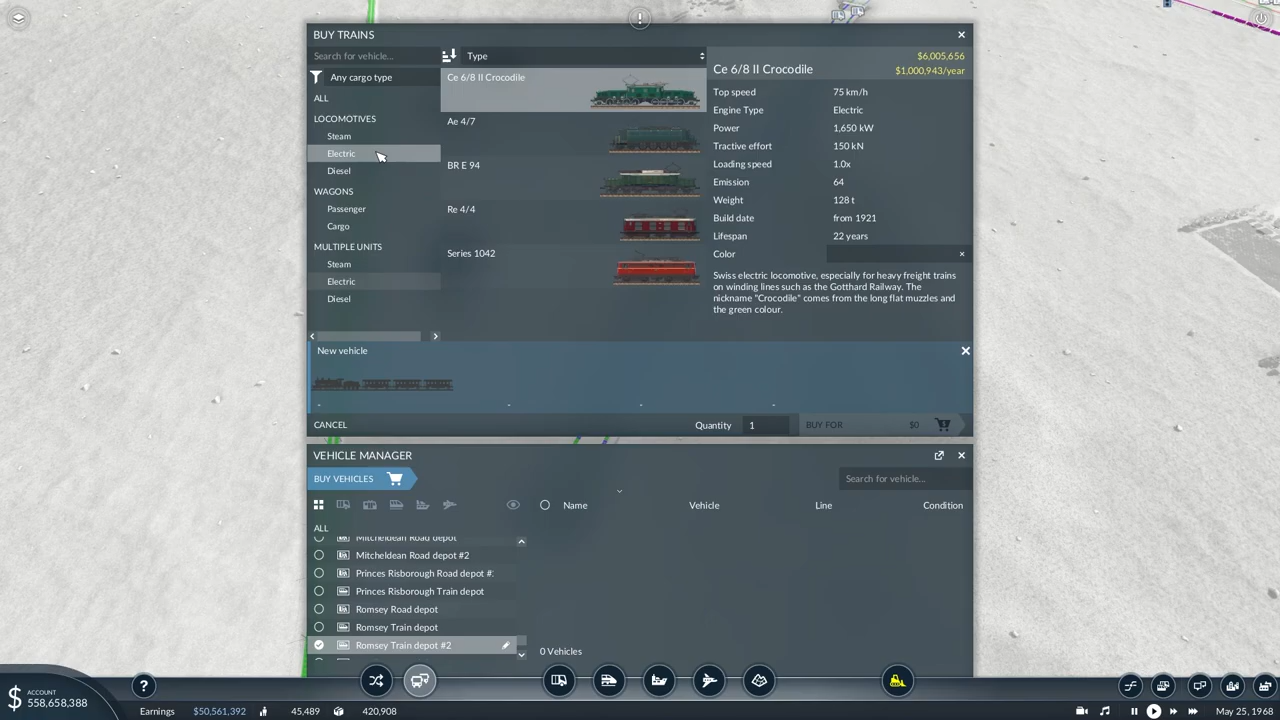 BUY TRAINS
Search for vehicle...
Type
Any cargo type
ALL
LOCOMOTIVES
Steam
Electric
Diesel
WAGONS
Passenger
Cargo
MULTIPLE UNITS
Steam
Electric
Diesel
Ce 6/8 II Crocodile
Ae 4/7
BR E 94
Re 4/4
Series 1042
$6,005,656
Ce 6/8 II Crocodile
$1,000,943/year
Top speed 75 km/h
Engine Type Electric
Power 1,650 kW
Tractive effort 150 kN
Loading speed 1.0x
Emission 64
Weight 128 t
Build date from 1921
Lifespan 22 years
Color
Swiss electric locomotive, especially for heavy freight trains
on winding lines such as the Gotthard Railway. The
nickname "Crocodile" comes from the long flat muzzles and
the green colour.
New vehicle
- - - -
CANCEL
Quantity 1
BUY FOR $0
VEHICLE MANAGER
BUY VEHICLES
Search for vehicle...
Name Vehicle Line Condition
ALL
Mitcheldean Road depot
Mitcheldean Road depot #2
Princes Risborough Road depot #
Princes Risborough Train depot
Romsey Road depot
Romsey Train depot
Romsey Train depot #2
0 Vehicles
$ ACCOUNT
558,658,388
?
Earnings $50,561,392 45,489 420,908
May 25, 1968